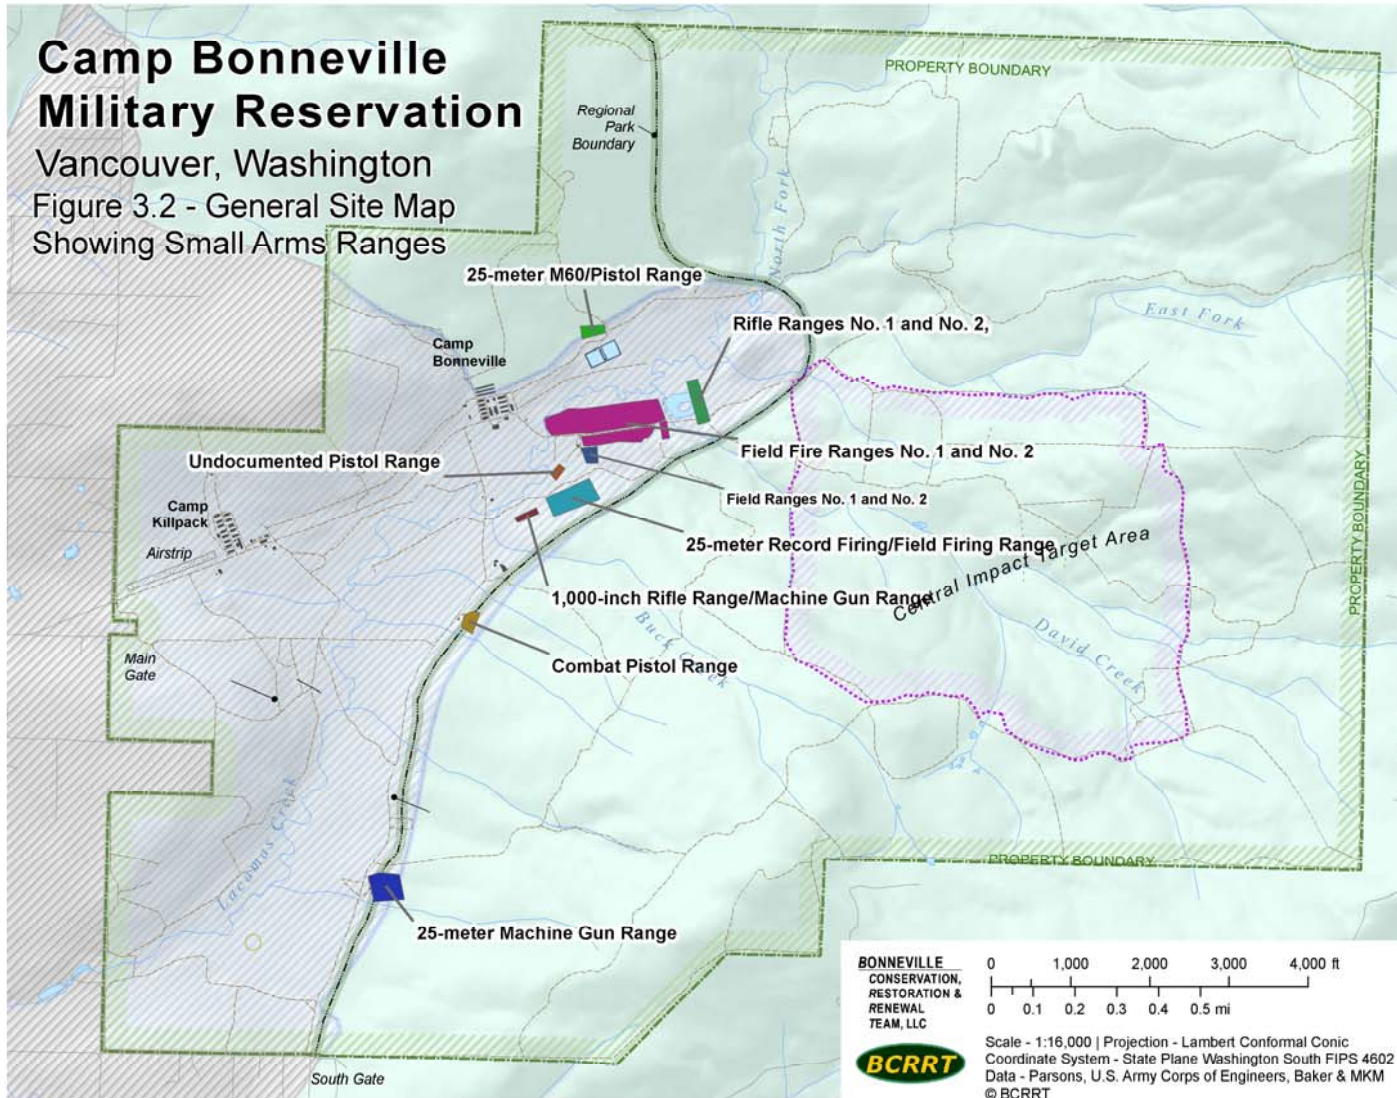 Camp Bonneville
Military Reservation
Vancouver, Washington
Figure 3.2 - General Site Map
Showing Small Arms Ranges
PROPERTY BOUNDARY
Regional
Park
Boundary
North Fork
25-meter M60/Pistol Range
East Fork
Rifle Ranges No. 1 and No. 2,
Camp
Bonneville
Field Fire Ranges No. 1 and No. 2
Undocumented Pistol Range
Field Ranges No. 1 and No. 2
Camp
Killpack
Airstrip
25-meter Record Firing/Field Firing Range
Central Impact Target Area
PROPERTY BOUNDARY
1,000-inch Rifle Range/Machine Gun Range
Buck Creek
David Creek
Main
Gate
Combat Pistol Range
Lacamas Creek
PROPERTY BOUNDARY
25-meter Machine Gun Range
South Gate
BONNEVILLE
CONSERVATION,
RESTORATION &
RENEWAL
TEAM, LLC
0 1,000 2,000 3,000 4,000 ft
0 0.1 0.2 0.3 0.4 0.5 mi
BCRRT
Scale - 1:16,000 | Projection - Lambert Conformal Conic
Coordinate System - State Plane Washington South FIPS 4602
Data - Parsons, U.S. Army Corps of Engineers, Baker & MKM
© BCRRT